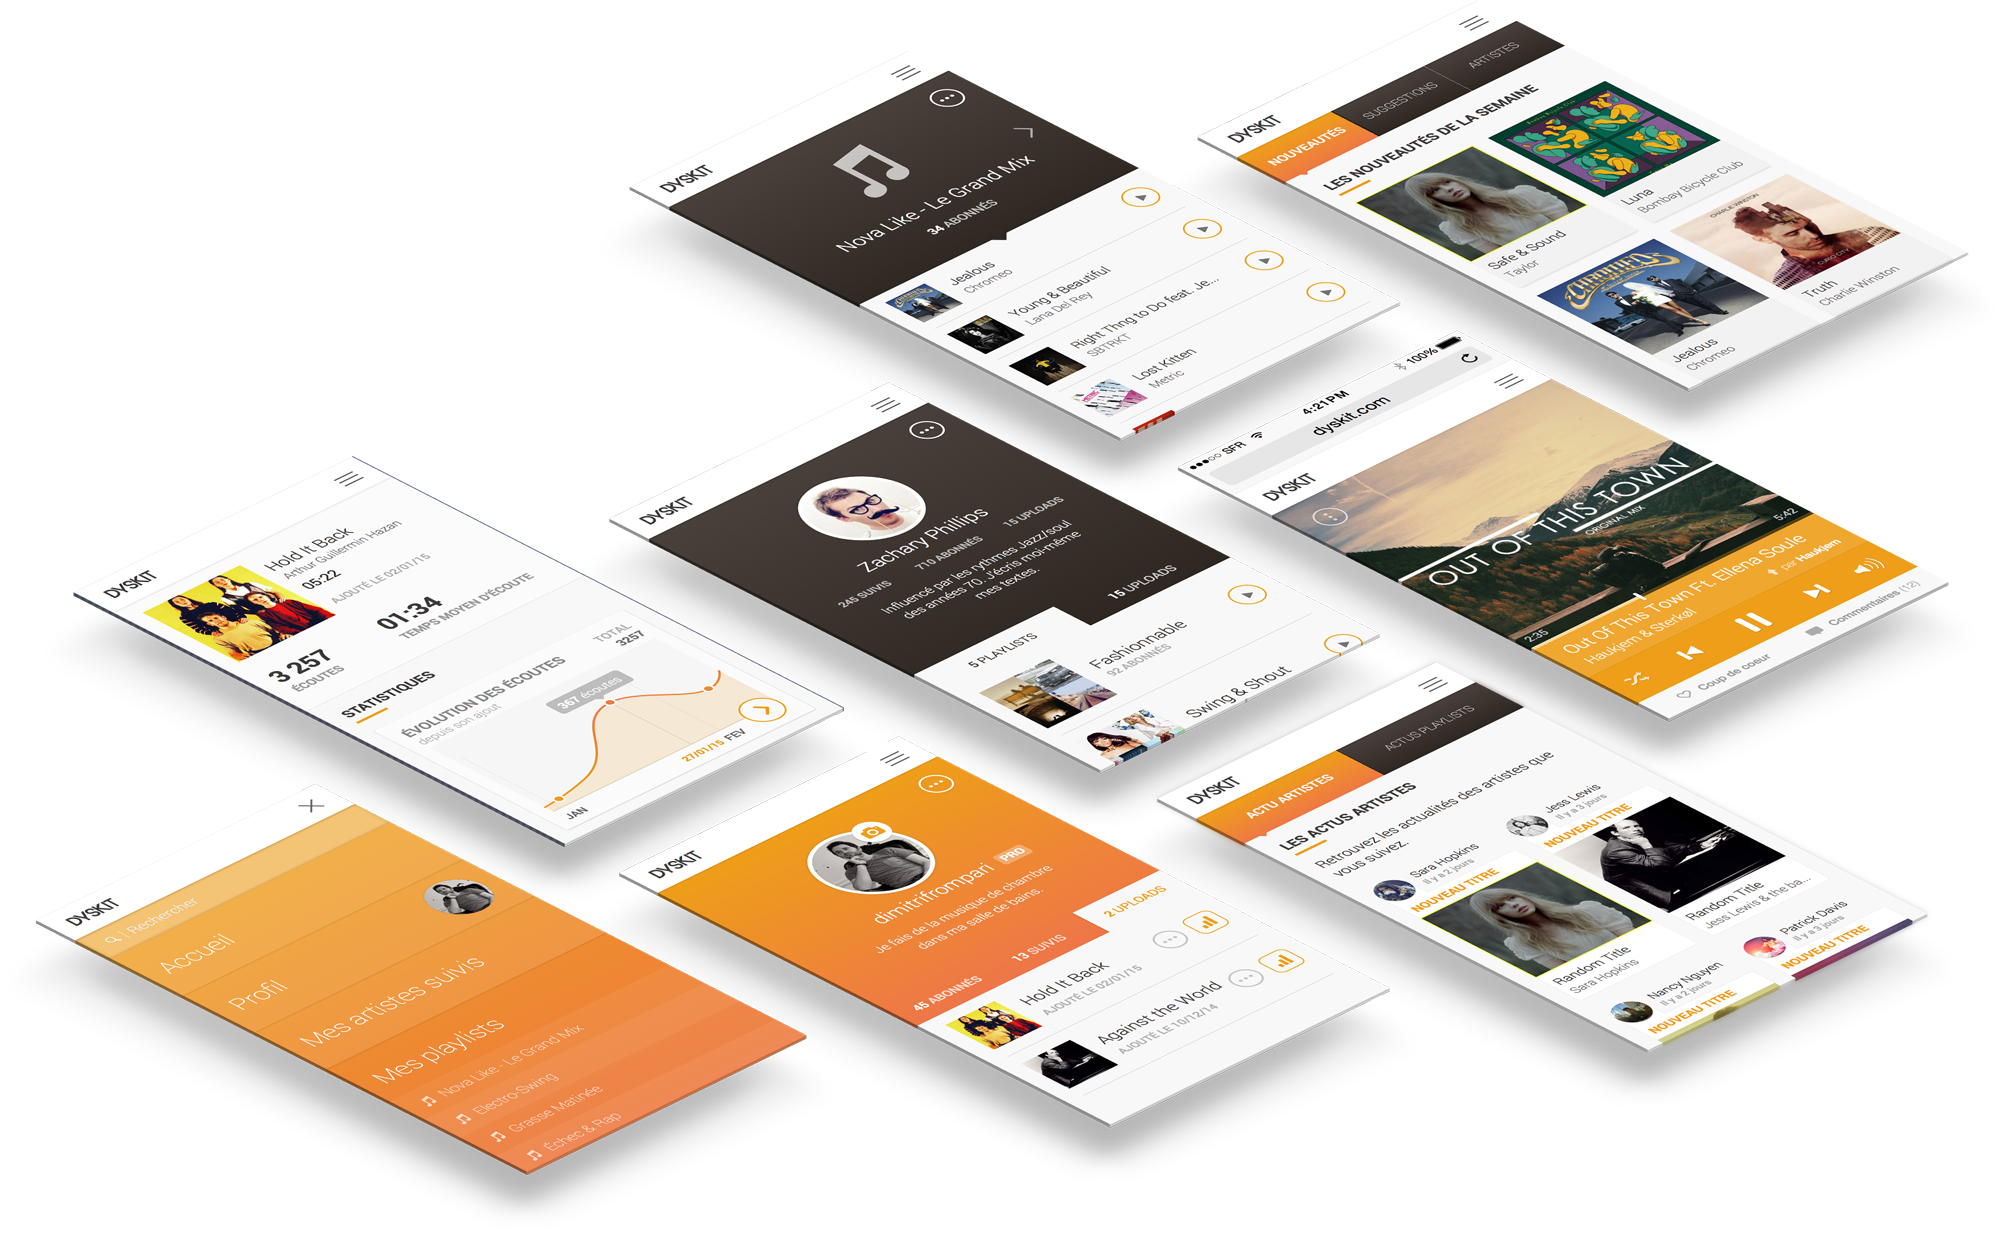 DYSKIT
Nova Like - Le Grand Mix
34 ABONNÉS
Jealous
Chromeo
Young & Beautiful
Lana Del Rey
Right Thng to Do feat. Je...
SBTRKT
Lost Kitten
Metric
DYSKIT
NOUVEAUTÉS
SUGGESTIONS
ARTISTES
LES NOUVEAUTÉS DE LA SEMAINE
Safe & Sound
Taylor
Luna
Bombay Bicycle Club
CHROMEO
Jealous
Chromeo
CHARLIE WINSTON
CURIO CITY
Truth
Charlie Winston
DYSKIT
Hold It Back
Arthur Guillermin Hazan
05:22
AJOUTÉ LE 02/01/15
3 257
ÉCOUTES
01:34
TEMPS MOYEN D'ÉCOUTE
STATISTIQUES
ÉVOLUTION DES ÉCOUTES
depuis son ajout
TOTAL
3257
367 écoutes
JAN
27/01/15
FEV
DYSKIT
Zachary Phillips
245 SUIVIS
710 ABONNÉS
15 UPLOADS
Influencé par les rythmes Jazz/soul
des années 70. J'écris moi-même
mes textes.
5 PLAYLISTS
15 UPLOADS
Fashionnable
92 ABONNÉS
Swing & Shout
SFR
4:21PM
100%
dyskit.com
DYSKIT
OUT OF THIS TOWN
ORIGINAL MIX
2:35
5:42
Out Of This Town Ft. Ellena Soule
Haukjem & Sterkøl
par Haukjem
Coup de coeur
Commentaires (12)
DYSKIT
Rechercher
Accueil
Profil
Mes artistes suivis
Mes playlists
Nova Like - Le Grand Mix
Electro-Swing
Grasse Matinée
Échec & Rap
DYSKIT
dimitrifrompari
PRO
Je fais de la musique de chambre
dans ma salle de bains.
45 ABONNÉS
13 SUIVIS
2 UPLOADS
Hold It Back
AJOUTÉ LE 02/01/15
Against the World
AJOUTÉ LE 10/12/14
DYSKIT
ACTU ARTISTES
ACTUS PLAYLISTS
LES ACTUS ARTISTES
Retrouvez les actualités des artistes que
vous suivez.
Sara Hopkins
Il y a 2 jours
NOUVEAU TITRE
Random Title
Sara Hopkins
Jess Lewis
Il y a 3 jours
NOUVEAU TITRE
Random Title
Jess Lewis & the ba...
Nancy Nguyen
Il y a 2 jours
NOUVEAU TITRE
Patrick Davis
Il y a 3 jours
NOUVEAU TITRE